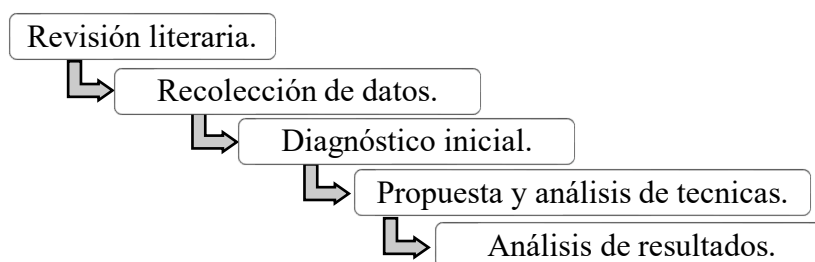 Revisión literaria.
Recolección de datos.
Diagnóstico inicial.
Propuesta y análisis de tecnicas.
Análisis de resultados.